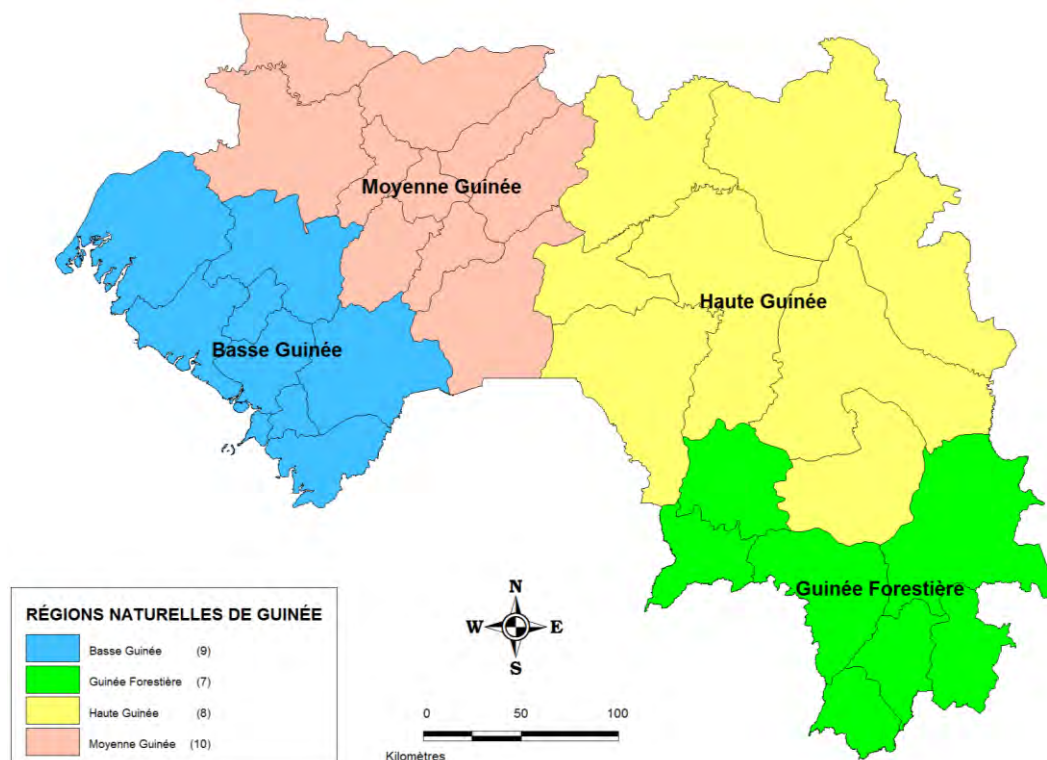 Moyenne Guinée
Haute Guinée
Basse Guinée
Guinée Forestière
RÉGIONS NATURELLES DE GUINÉE
Basse Guinée (9)
Guinée Forestière (7)
Haute Guinée (8)
Moyenne Guinée (10)
N
W E
S
0 50 100
Kilomètres